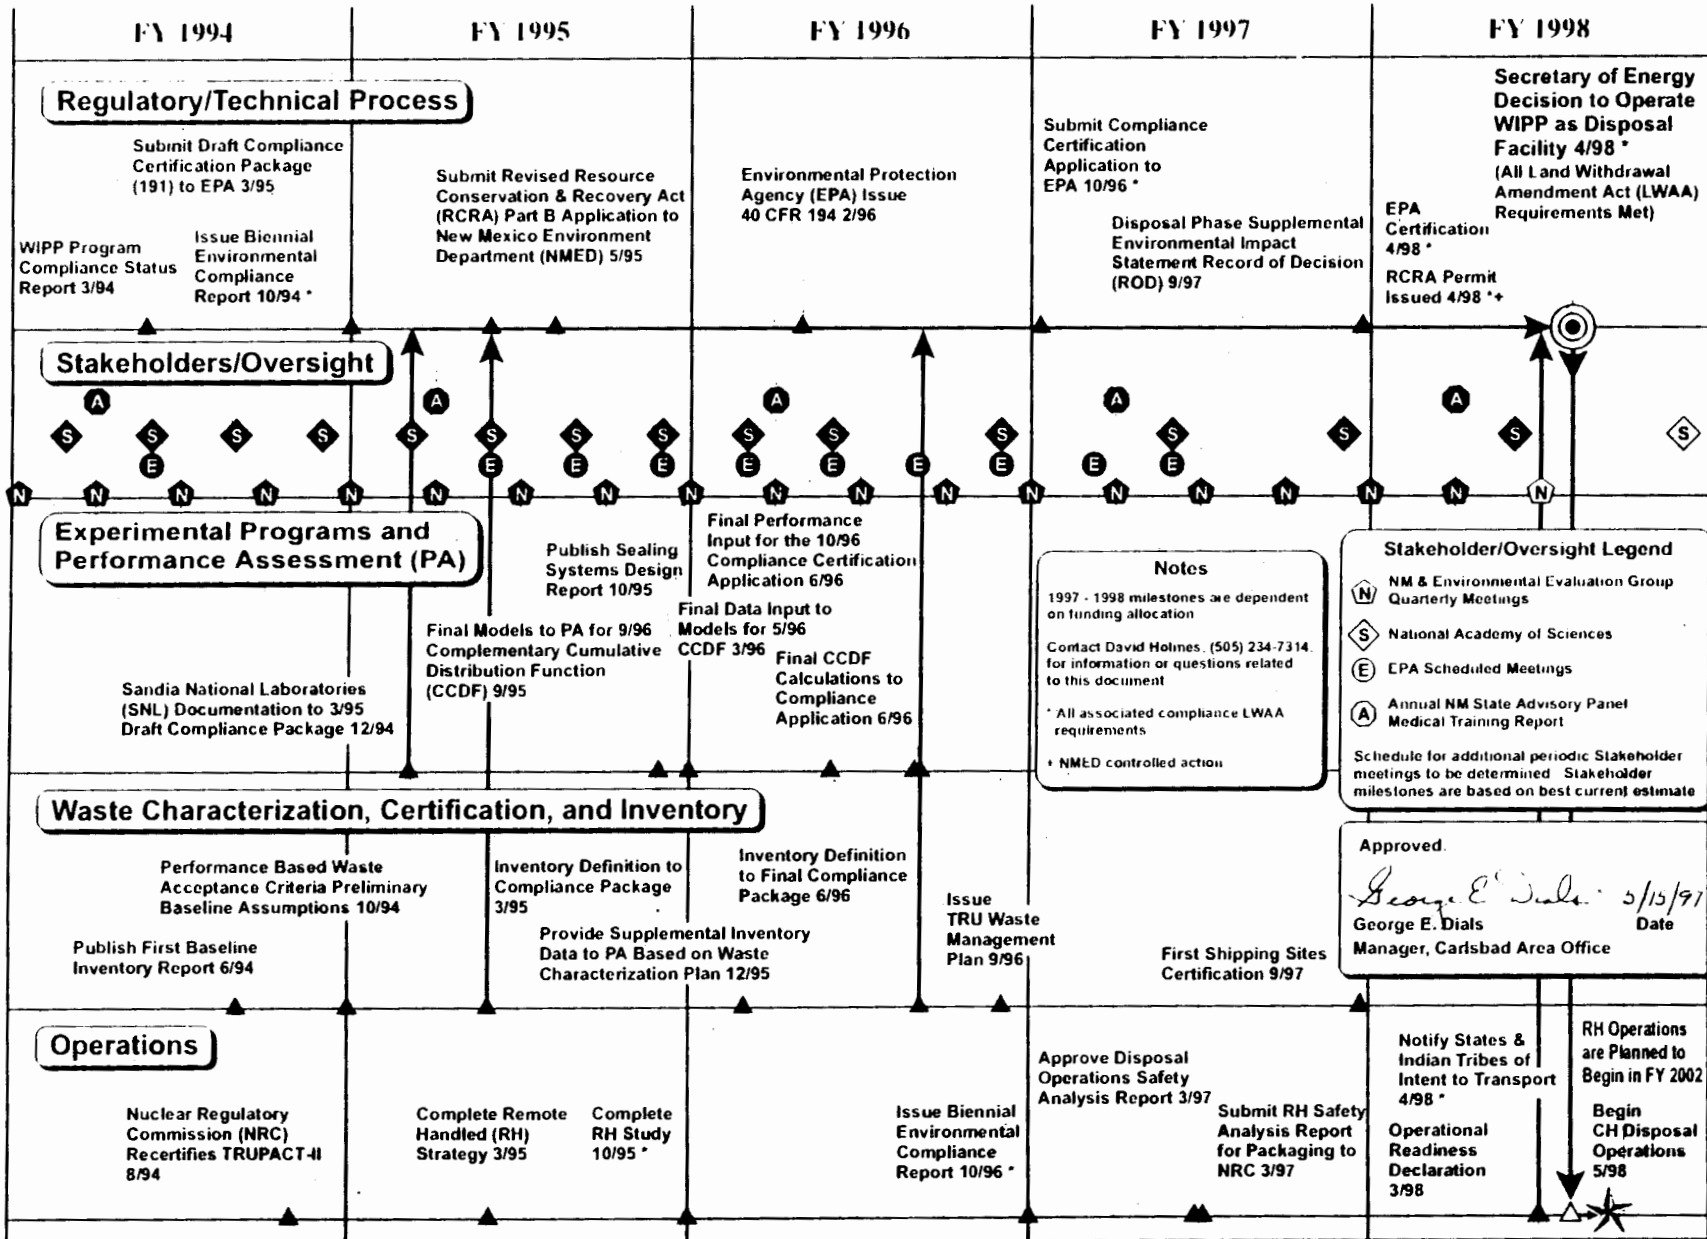 FY 1994
FY 1995
FY 1996
FY 1997
FY 1998
Regulatory/Technical Process
Submit Draft Compliance
Certification Package
(191) to EPA 3/95
WIPP Program
Compliance Status
Report 3/94
Issue Biennial
Environmental
Compliance
Report 10/94 *
Submit Revised Resource
Conservation & Recovery Act
(RCRA) Part B Application to
New Mexico Environment
Department (NMED) 5/95
Environmental Protection
Agency (EPA) Issue
40 CFR 194 2/96
Submit Compliance
Certification
Application to
EPA 10/96 *
Disposal Phase Supplemental
Environmental Impact
Statement Record of Decision
(ROD) 9/97
Secretary of Energy
Decision to Operate
WIPP as Disposal
Facility 4/98 *
(All Land Withdrawal
Amendment Act (LWAA)
Requirements Met)
EPA
Certification
4/98 *
RCRA Permit
Issued 4/98 *+
Stakeholders/Oversight
A A A A A
S S S S S S S S S S S S S S S
E E E E E E E E E E
N N N N N N N N N N N N N N N N N N N
Experimental Programs and
Performance Assessment (PA)
Sandia National Laboratories
(SNL) Documentation to 3/95
Draft Compliance Package 12/94
Publish Sealing
Systems Design
Report 10/95
Final Models to PA for 9/96
Complementary Cumulative
Distribution Function
(CCDF) 9/95
Final Performance
Input for the 10/96
Compliance Certification
Application 6/96
Final Data Input to
Models for 5/96
CCDF 3/96
Final CCDF
Calculations to
Compliance
Application 6/96
Notes
1997 - 1998 milestones are dependent
on funding allocation
Contact David Holmes, (505) 234-7314.
for information or questions related
to this document
* All associated compliance LWAA
requirements
+ NMED controlled action
Stakeholder/Oversight Legend
N NM & Environmental Evaluation Group
Quarterly Meetings
S National Academy of Sciences
E EPA Scheduled Meetings
A Annual NM State Advisory Panel
Medical Training Report
Schedule for additional periodic Stakeholder
meetings to be determined Stakeholder
milestones are based on best current estimate
Waste Characterization, Certification, and Inventory
Performance Based Waste
Acceptance Criteria Preliminary
Baseline Assumptions 10/94
Publish First Baseline
Inventory Report 6/94
Inventory Definition to
Compliance Package
3/95
Provide Supplemental Inventory
Data to PA Based on Waste
Characterization Plan 12/95
Inventory Definition
to Final Compliance
Package 6/96
Issue
TRU Waste
Management
Plan 9/96
First Shipping Sites
Certification 9/97
Approved.
George E Dials 5/15/97
George E. Dials Date
Manager, Carlsbad Area Office
Operations
Nuclear Regulatory
Commission (NRC)
Recertifies TRUPACT-II
8/94
Complete Remote
Handled (RH)
Strategy 3/95
Complete
RH Study
10/95 *
Issue Biennial
Environmental
Compliance
Report 10/96 *
Approve Disposal
Operations Safety
Analysis Report 3/97
Submit RH Safety
Analysis Report
for Packaging to
NRC 3/97
Notify States &
Indian Tribes of
Intent to Transport
4/98 *
Operational
Readiness
Declaration
3/98
RH Operations
are Planned to
Begin in FY 2002
Begin
CH Disposal
Operations
5/98